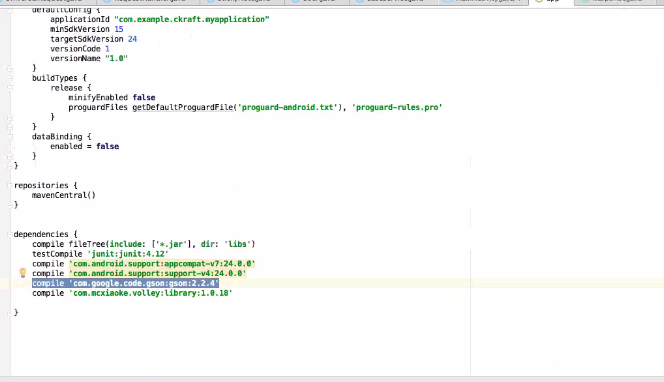 defaultConfig {
applicationId "com.example.ckraft.myapplication"
minSdkVersion 15
targetSdkVersion 24
versionCode 1
versionName "1.0"
}
buildTypes {
release {
minifyEnabled false
proguardFiles getDefaultProguardFile('proguard-android.txt'), 'proguard-rules.pro'
}
}
dataBinding {
enabled = false
}
}
repositories {
mavenCentral()
}
dependencies {
compile fileTree(include: ['*.jar'], dir: 'libs')
testCompile 'junit:junit:4.12'
compile 'com.android.support:appcompat-v7:24.0.0'
compile 'com.android.support:support-v4:24.0.0'
compile 'com.google.code.gson:gson:2.2.4'
compile 'com.mcxiaoke.volley:library:1.0.18'
}